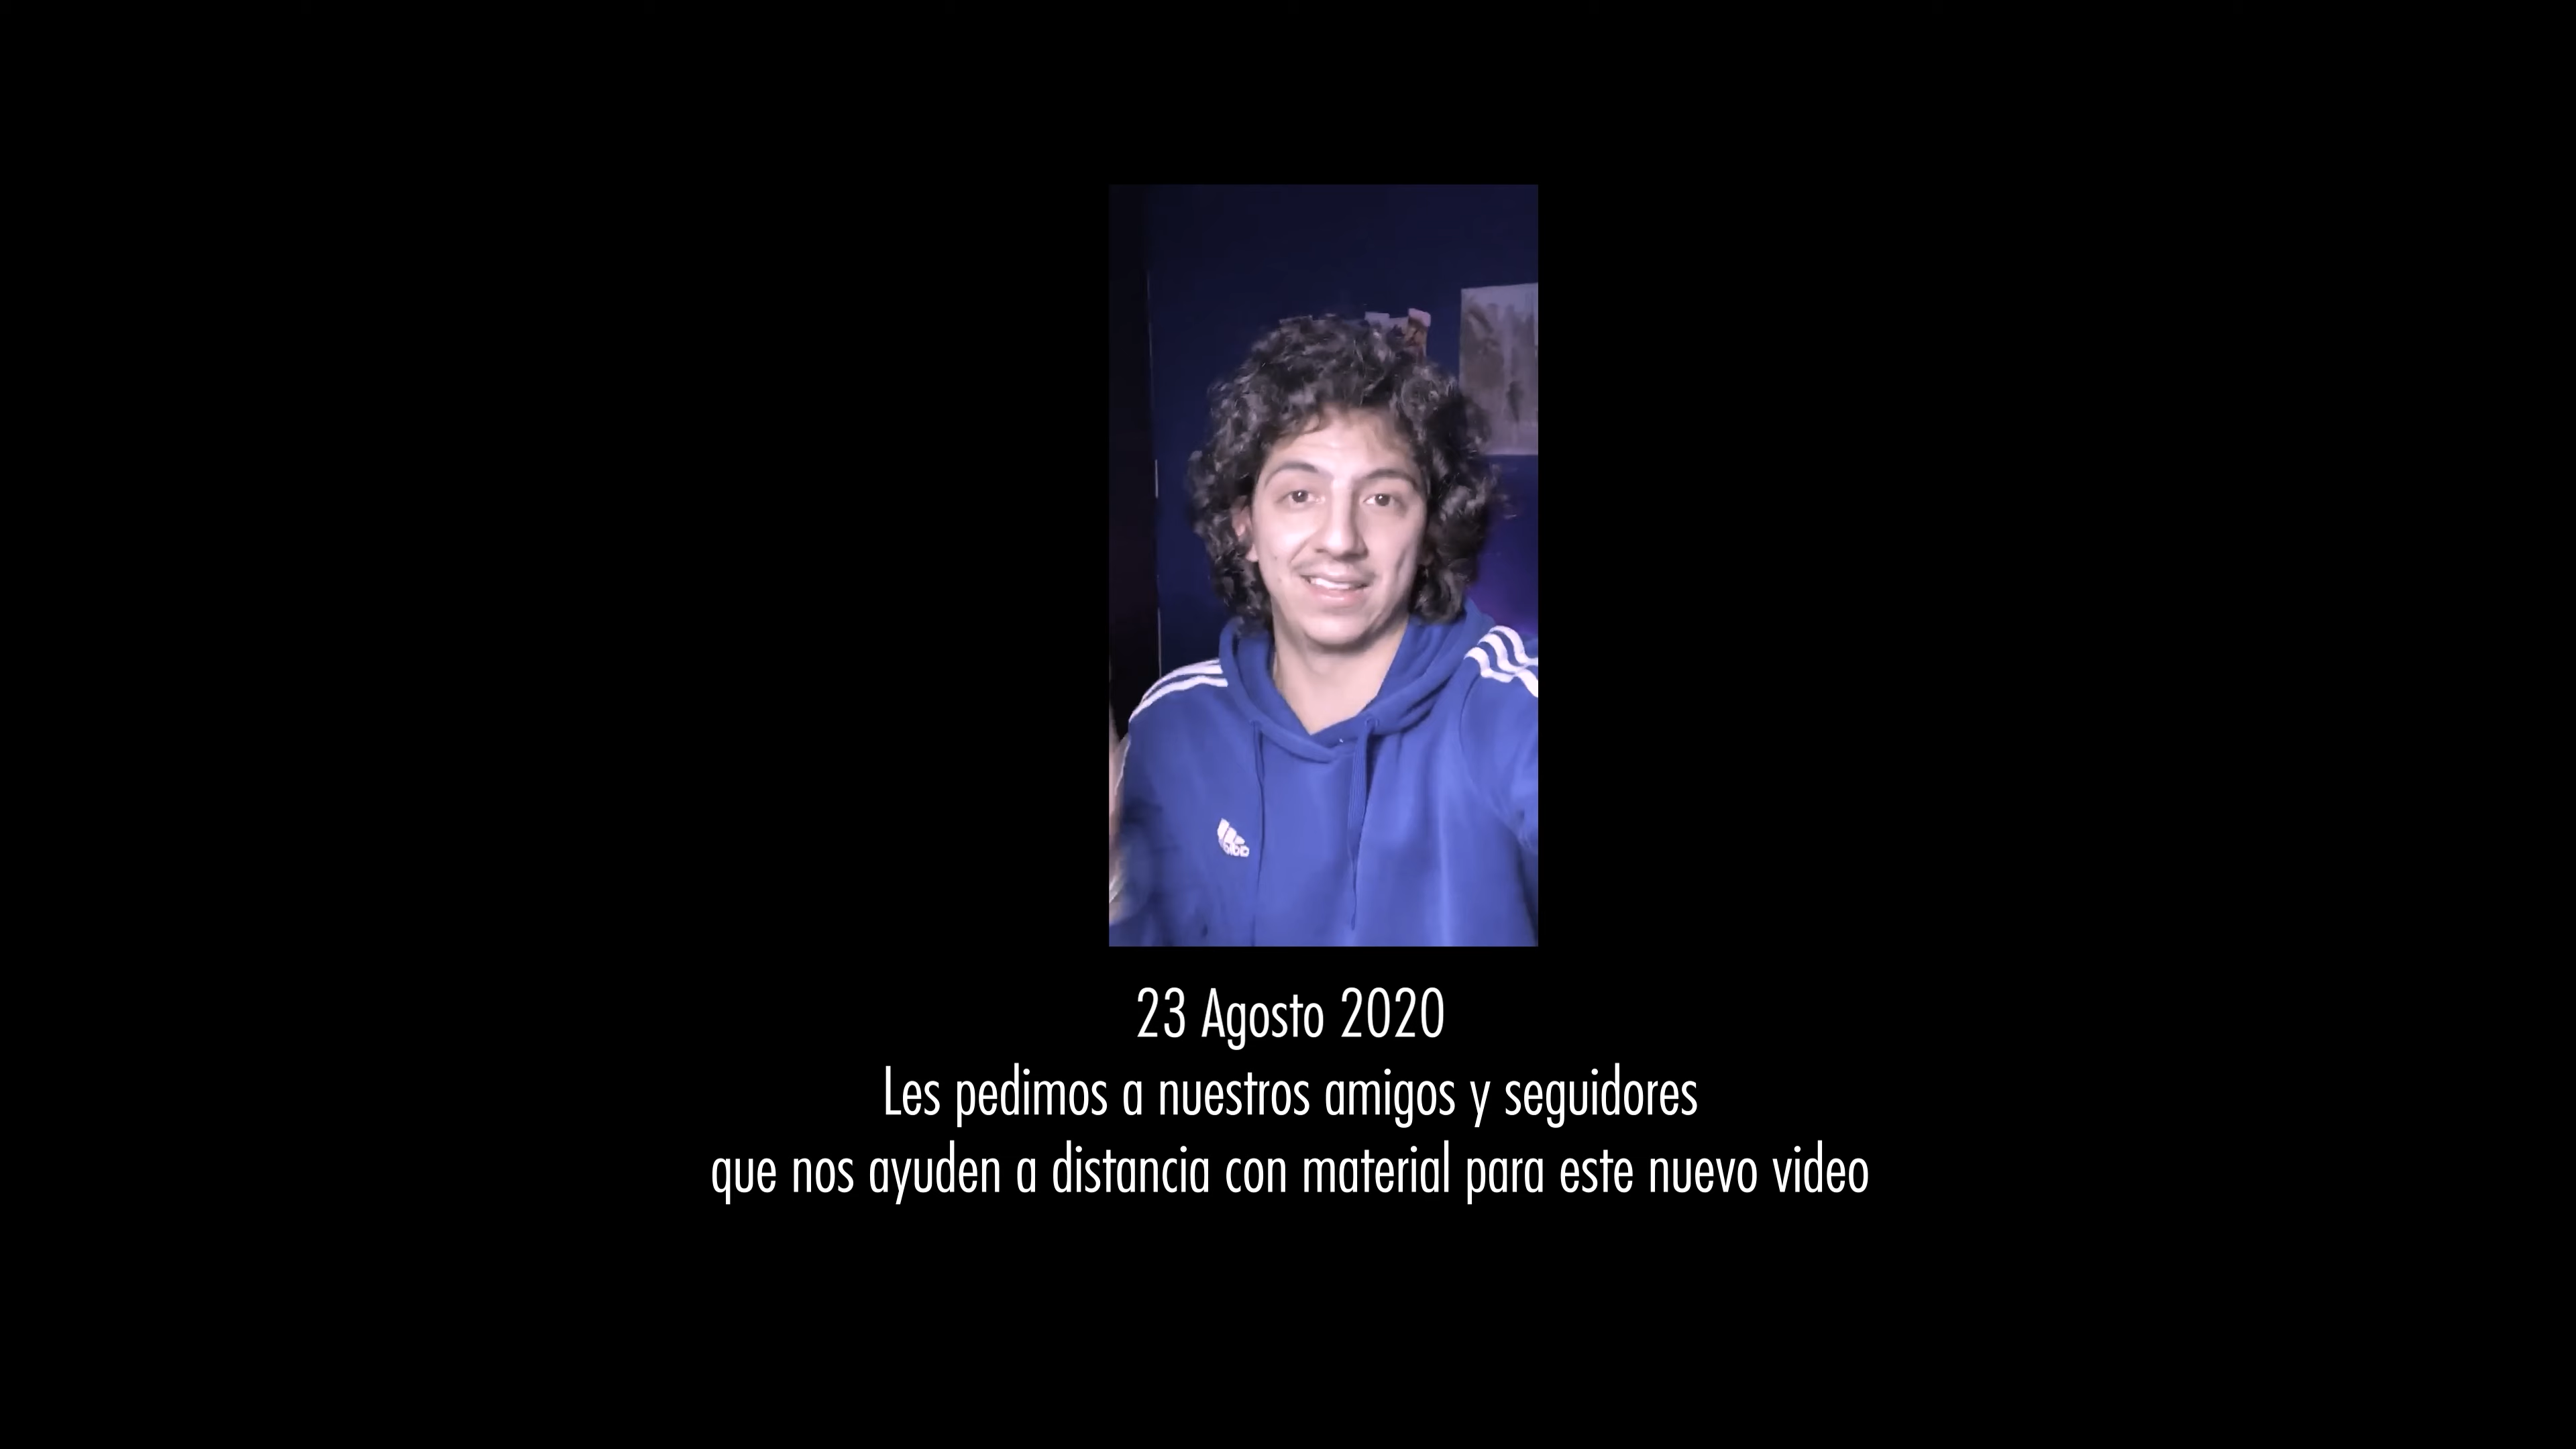 23 Agosto 2020
Les pedimos a nuestros amigos y seguidores
que nos ayuden a distancia con material para este nuevo video